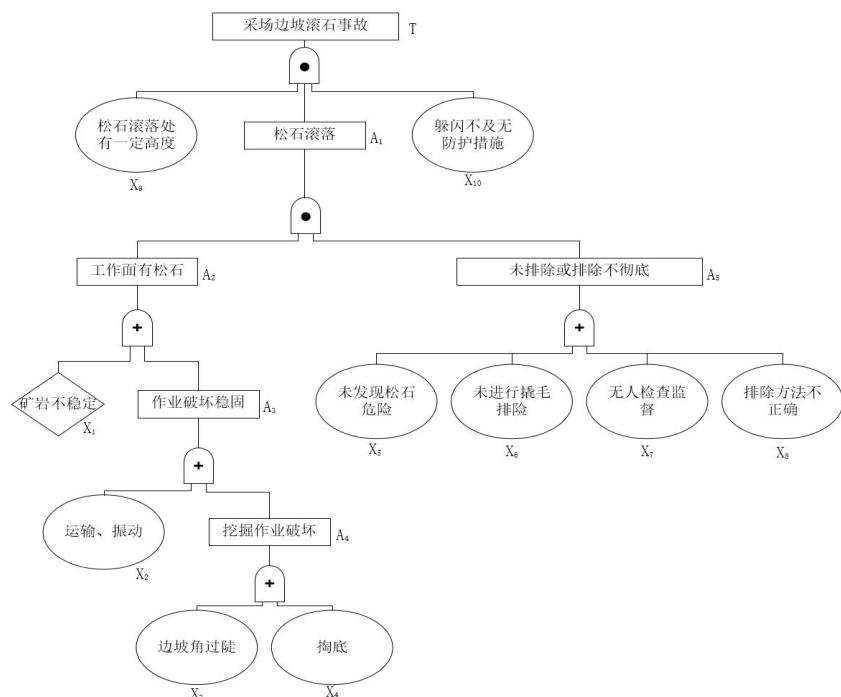 采场边坡滚石事故
T
●
松石滚落处
有一定高度
X₉
松石滚落
A₁
躲闪不及无
防护措施
X₁₀
●
工作面有松石
A₂
未排除或排除不彻底
A₅
+
+
矿岩不稳定
X₁
作业破坏稳固
A₃
未发现松石
危险
X₅
未进行撬毛
排险
X₆
无人检查监
督
X₇
排除方法不
正确
X₈
+
运输、振动
X₂
挖掘作业破坏
A₄
+
边坡角过陡
X₃
掏底
X₄